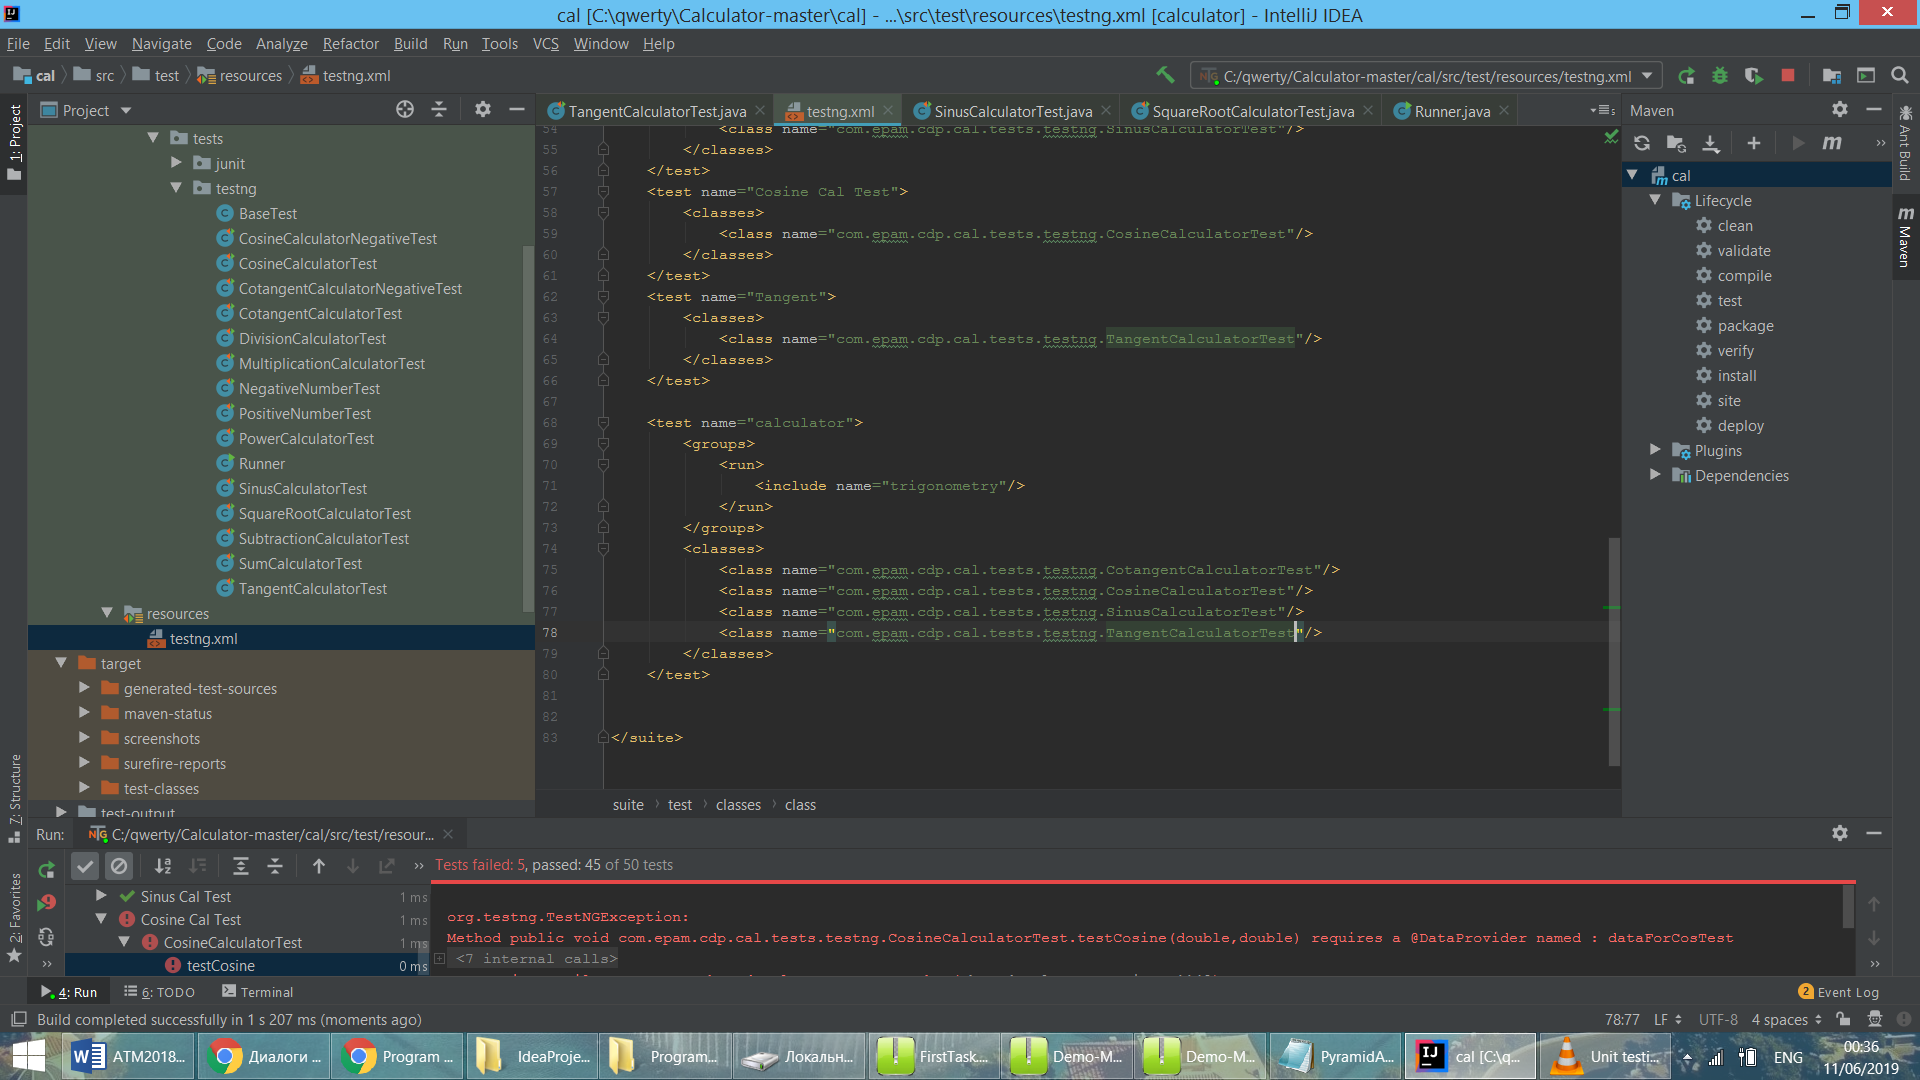 cal [C:\qwerty\Calculator-master\cal] - ...\src\test\resources\testng.xml [calculator] - IntelliJ IDEA
File Edit View Navigate Code Analyze Refactor Build Run Tools VCS Window Help
cal src test resources testng.xml
C:/qwerty/Calculator-master/cal/src/test/resources/testng.xml
Project
TangentCalculatorTest.java testng.xml SinusCalculatorTest.java SquareRootCalculatorTest.java Runner.java
Maven
1: Project
Z: Structure
2: Favorites
Ant Build
Maven
tests
junit
testng
BaseTest
CosineCalculatorNegativeTest
CosineCalculatorTest
CotangentCalculatorNegativeTest
CotangentCalculatorTest
DivisionCalculatorTest
MultiplicationCalculatorTest
NegativeNumberTest
PositiveNumberTest
PowerCalculatorTest
Runner
SinusCalculatorTest
SquareRootCalculatorTest
SubtractionCalculatorTest
SumCalculatorTest
TangentCalculatorTest
resources
testng.xml
target
generated-test-sources
maven-status
screenshots
surefire-reports
test-classes
test-output
54 <class name="com.epam.cdp.cal.tests.testng.SinusCalculatorTest"/>
55 </classes>
56 </test>
57 <test name="Cosine Cal Test">
58 <classes>
59 <class name="com.epam.cdp.cal.tests.testng.CosineCalculatorTest"/>
60 </classes>
61 </test>
62 <test name="Tangent">
63 <classes>
64 <class name="com.epam.cdp.cal.tests.testng.TangentCalculatorTest"/>
65 </classes>
66 </test>
67
68 <test name="calculator">
69 <groups>
70 <run>
71 <include name="trigonometry"/>
72 </run>
73 </groups>
74 <classes>
75 <class name="com.epam.cdp.cal.tests.testng.CotangentCalculatorTest"/>
76 <class name="com.epam.cdp.cal.tests.testng.CosineCalculatorTest"/>
77 <class name="com.epam.cdp.cal.tests.testng.SinusCalculatorTest"/>
78 <class name="com.epam.cdp.cal.tests.testng.TangentCalculatorTest"/>
79 </classes>
80 </test>
81
82
83 </suite>
suite test classes class
cal
Lifecycle
clean
validate
compile
test
package
verify
install
site
deploy
Plugins
Dependencies
Run: C:/qwerty/Calculator-master/cal/src/test/resour...
Tests failed: 5, passed: 45 of 50 tests
Sinus Cal Test 1 ms
Cosine Cal Test 1 ms
CosineCalculatorTest 1 ms
testCosine 0 ms
org.testng.TestNGException:
Method public void com.epam.cdp.cal.tests.testng.CosineCalculatorTest.testCosine(double,double) requires a @DataProvider named : dataForCosTest
<7 internal calls>
4: Run 6: TODO Terminal
2 Event Log
Build completed successfully in 1 s 207 ms (moments ago)
78:77 LF UTF-8 4 spaces
ATM2018... Диалоги ... Program ... IdeaProje... Program... Локальн... FirstTask.... Demo-M... Demo-M... PyramidA... cal [C:\q... Unit testi...
ENG
00:36
11/06/2019